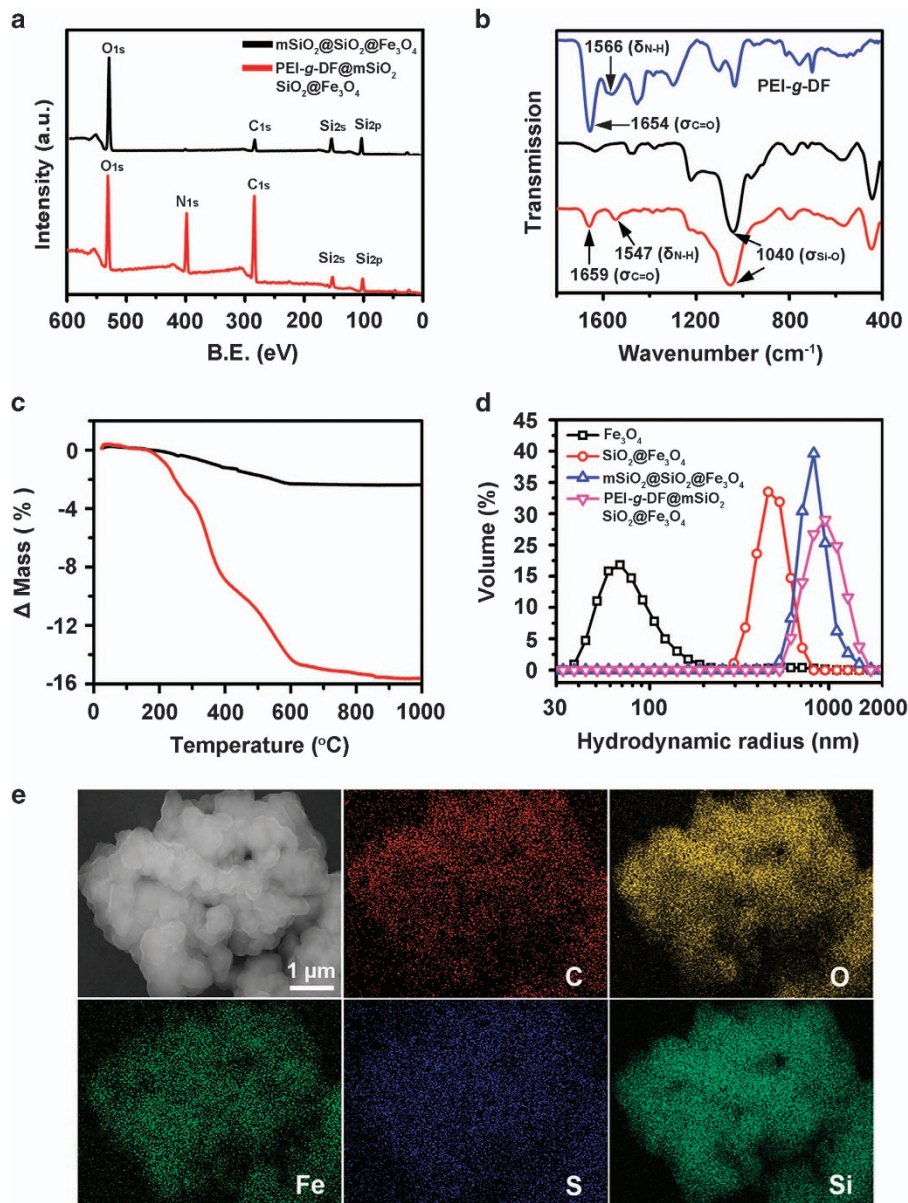 a
Intensity (a.u.)
B.E. (eV)
O1s
mSiO2@SiO2@Fe3O4
PEI-g-DF@mSiO2
SiO2@Fe3O4
C1s
Si2s
Si2p
O1s
N1s
C1s
Si2s
Si2p
600 500 400 300 200 100 0
b
Transmission
Wavenumber (cm-1)
1566 (δN-H)
PEI-g-DF
1654 (σC=O)
1547 (δN-H)
1040 (σSi-O)
1659 (σC=O)
1600 1200 800 400
c
Δ Mass ( % )
0
-4
-8
-12
-16
0 200 400 600 800 1000
Temperature (oC)
d
Volume (%)
45
40
35
30
25
20
15
10
5
0
Fe3O4
SiO2@Fe3O4
mSiO2@SiO2@Fe3O4
PEI-g-DF@mSiO2
SiO2@Fe3O4
30 100 1000 2000
Hydrodynamic radius (nm)
e
1 μm
C
O
Fe
S
Si